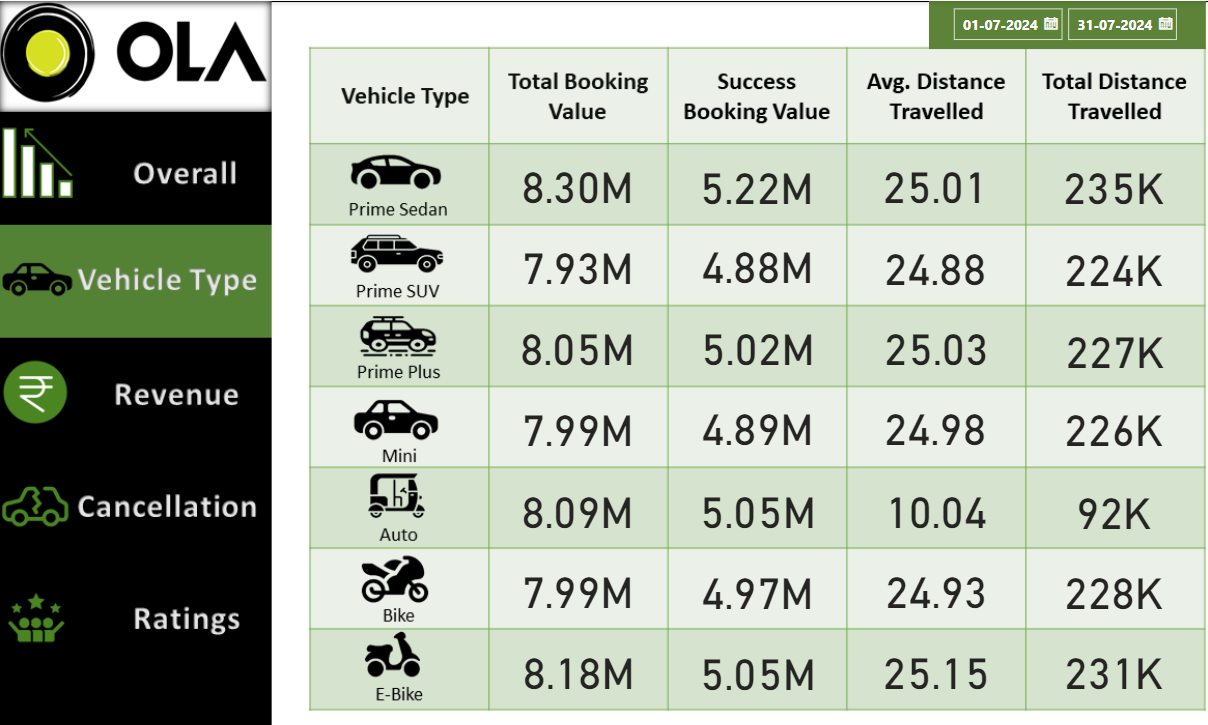 OLA
01-07-2024 31-07-2024
Overall
Vehicle Type
Revenue
Cancellation
Ratings
Vehicle Type Total Booking Value Success Booking Value Avg. Distance Travelled Total Distance Travelled
Prime Sedan 8.30M 5.22M 25.01 235K
Prime SUV 7.93M 4.88M 24.88 224K
Prime Plus 8.05M 5.02M 25.03 227K
Mini 7.99M 4.89M 24.98 226K
Auto 8.09M 5.05M 10.04 92K
Bike 7.99M 4.97M 24.93 228K
E-Bike 8.18M 5.05M 25.15 231K